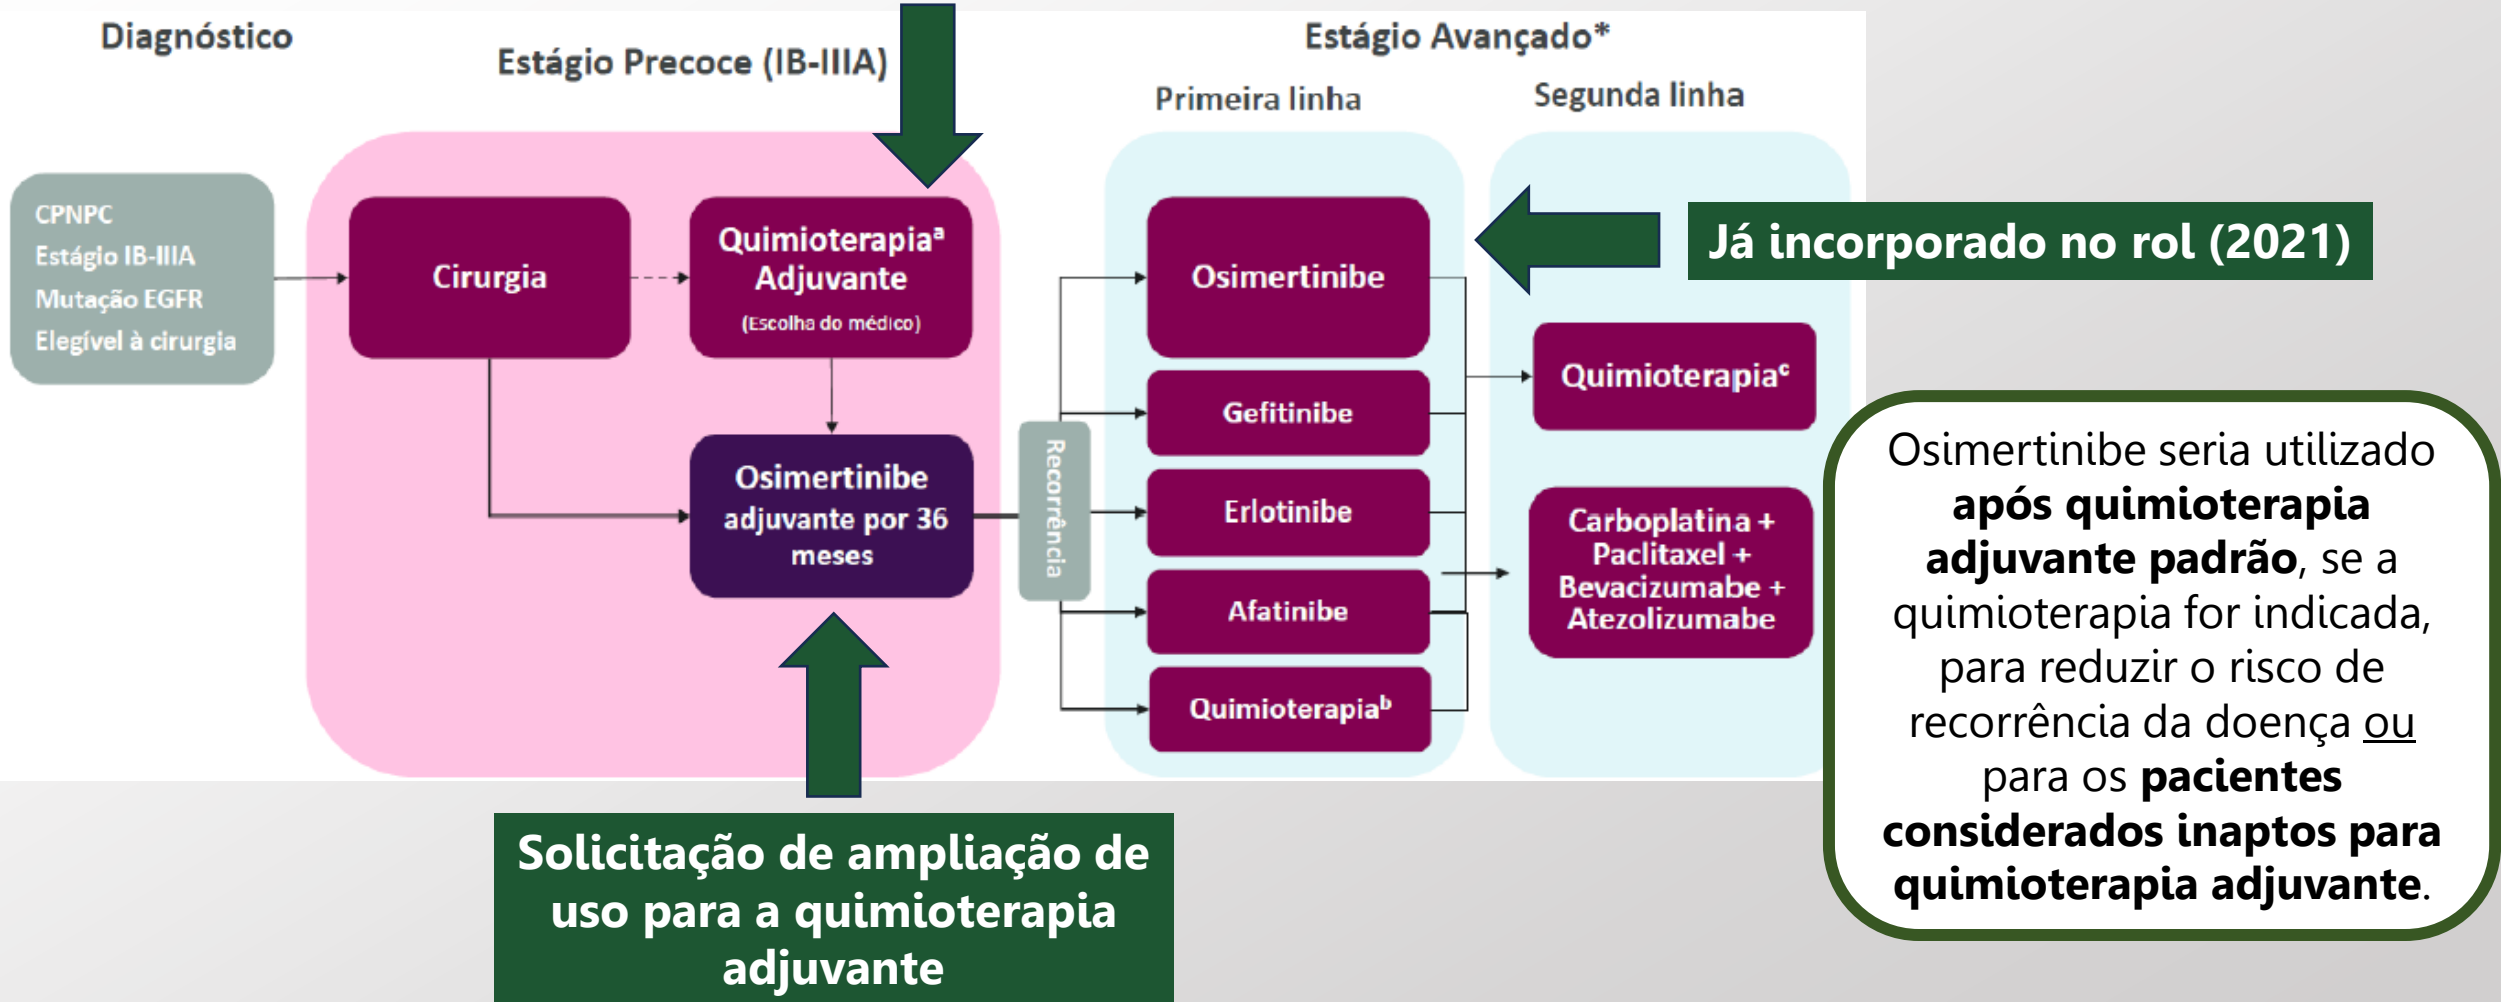 Diagnóstico
Estágio Precoce (IB-IIIA)
Estágio Avançado*
Primeira linha
Segunda linha
CPNPC
Estágio IB-IIIA
Mutação EGFR
Elegível à cirurgia
Cirurgia
Quimioterapiaᵃ
Adjuvante
(Escolha do médico)
Osimertinibe
adjuvante por 36
meses
Recorrência
Osimertinibe
Gefitinibe
Erlotinibe
Afatinibe
Quimioterapiaᵇ
Quimioterapiaᶜ
Carboplatina +
Paclitaxel +
Bevacizumabe +
Atezolizumabe
Já incorporado no rol (2021)
Osimertinibe seria utilizado
após quimioterapia
adjuvante padrão, se a
quimioterapia for indicada,
para reduzir o risco de
recorrência da doença ou
para os pacientes
considerados inaptos para
quimioterapia adjuvante.
Solicitação de ampliação de
uso para a quimioterapia
adjuvante